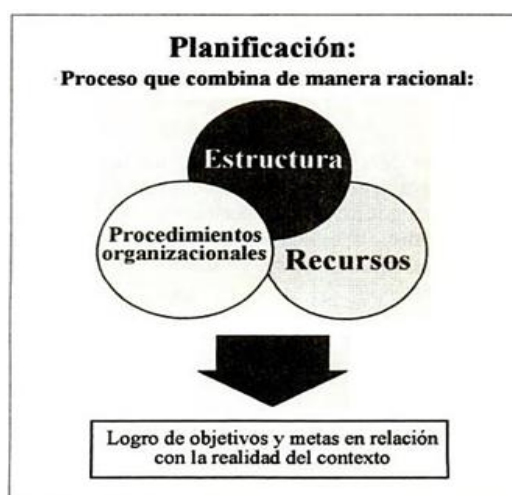 Planificación:
Proceso que combina de manera racional:
Estructura
Procedimientos
organizacionales
Recursos
Logro de objetivos y metas en relación
con la realidad del contexto